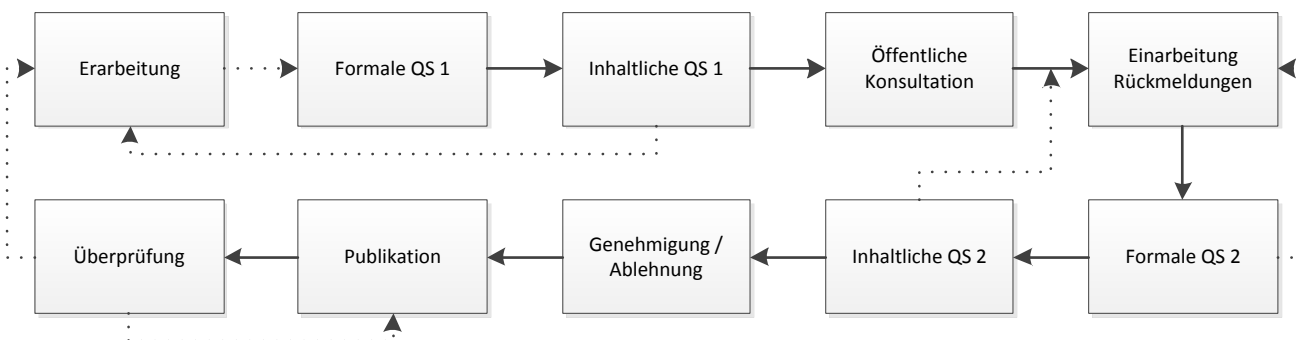 Erarbeitung
Formale QS 1
Inhaltliche QS 1
Öffentliche
Konsultation
Einarbeitung
Rückmeldungen
Überprüfung
Publikation
Genehmigung /
Ablehnung
Inhaltliche QS 2
Formale QS 2